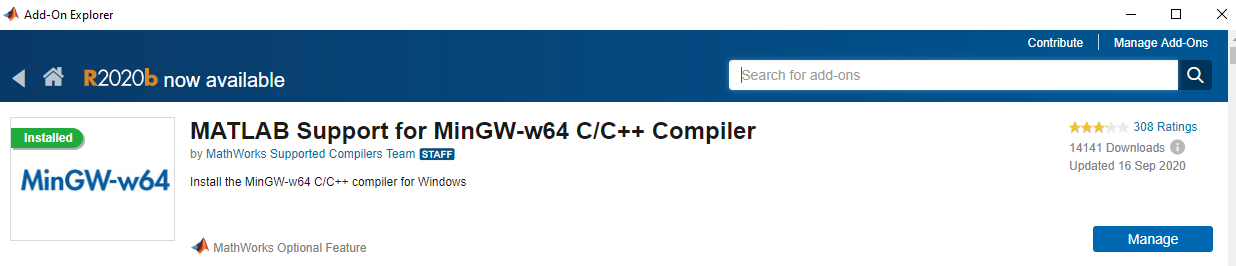 Add-On Explorer
Contribute Manage Add-Ons
R2020b now available
Search for add-ons
Installed
MinGW-w64
MATLAB Support for MinGW-w64 C/C++ Compiler
by MathWorks Supported Compilers Team STAFF
Install the MinGW-w64 C/C++ compiler for Windows
MathWorks Optional Feature
308 Ratings
14141 Downloads
Updated 16 Sep 2020
Manage